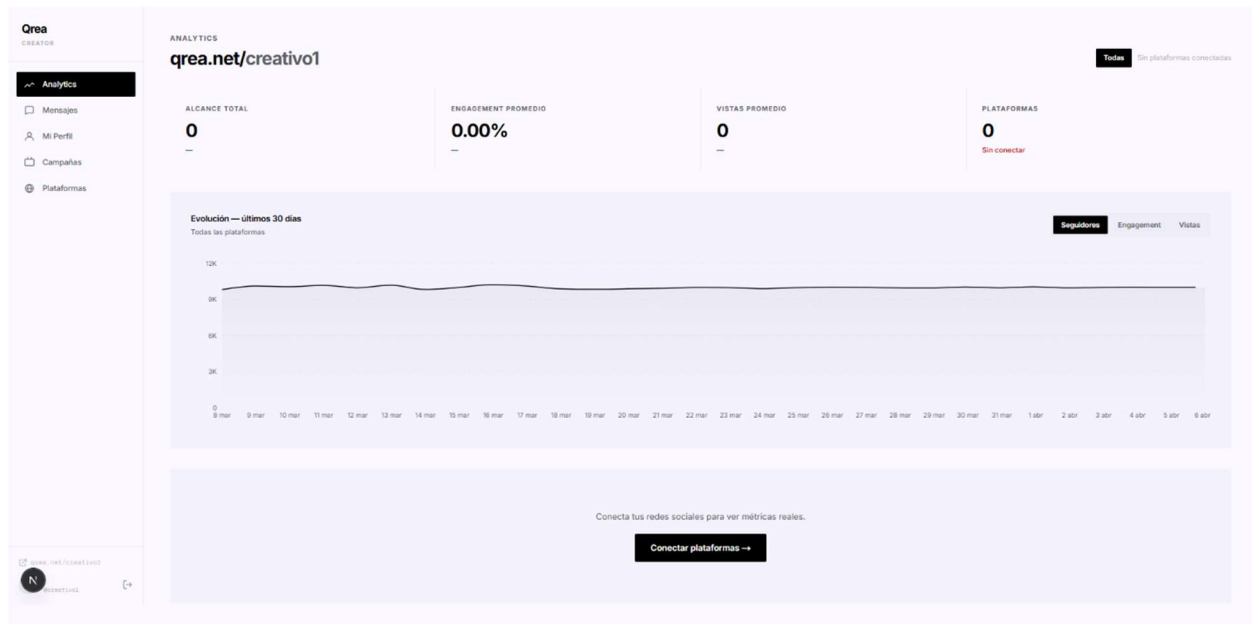 Qrea
CREATOR
Analytics
Mensajes
Mi Perfil
Campañas
Plataformas
qrea.net/creativo1
N
@creativo1
ANALYTICS
qrea.net/creativo1
Todas Sin plataformas conectadas
ALCANCE TOTAL
0
—
ENGAGEMENT PROMEDIO
0.00%
—
VISTAS PROMEDIO
0
—
PLATAFORMAS
0
Sin conectar
Evolución — últimos 30 días
Todas las plataformas
Seguidores Engagement Vistas
12K
9K
6K
3K
0
8 mar 9 mar 10 mar 11 mar 12 mar 13 mar 14 mar 15 mar 16 mar 17 mar 18 mar 19 mar 20 mar 21 mar 22 mar 23 mar 24 mar 25 mar 26 mar 27 mar 28 mar 29 mar 30 mar 31 mar 1 abr 2 abr 3 abr 4 abr 5 abr 6 abr
Conecta tus redes sociales para ver métricas reales.
Conectar plataformas →